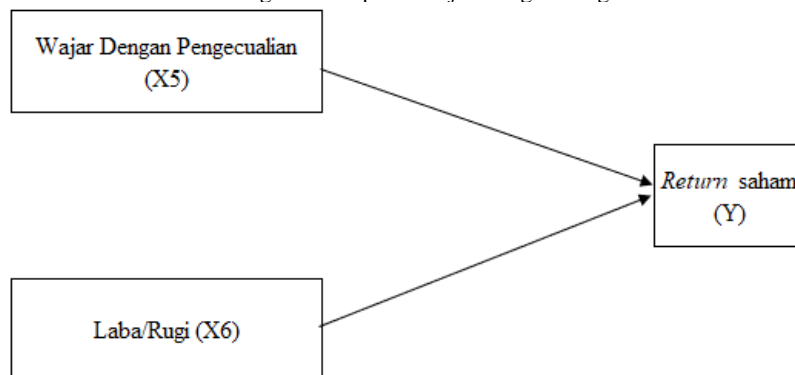 Wajar Dengan Pengecualian
(X5)
Return saham
(Y)
Laba/Rugi (X6)